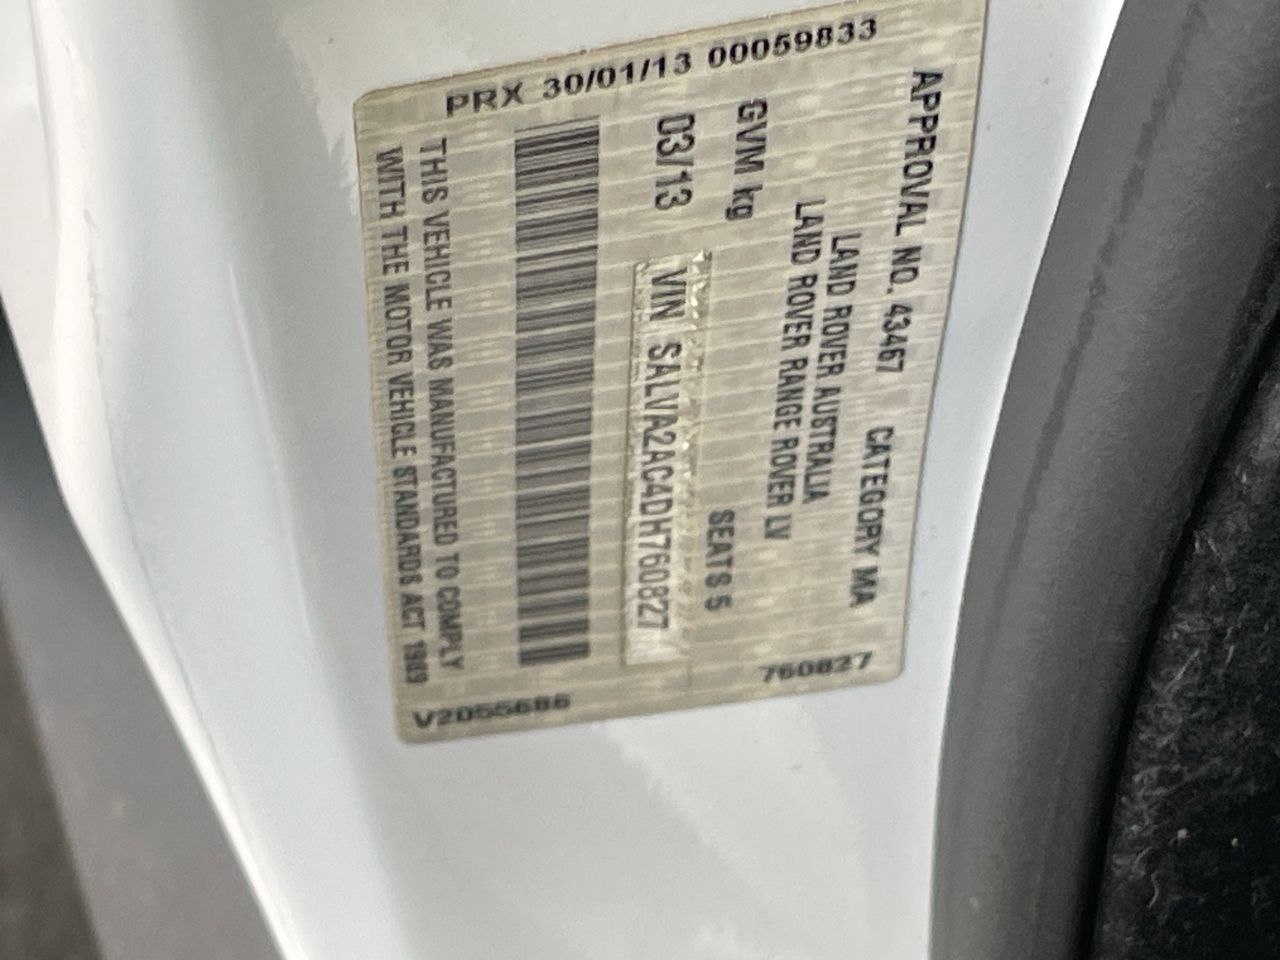 PRX 30/01/13 00059833
APPROVAL NO. 43467 CATEGORY MA
LAND ROVER AUSTRALIA
LAND ROVER RANGE ROVER LV
GVM kg SEATS 5
03/13 VIN SALVA2AC4DH760827
THIS VEHICLE WAS MANUFACTURED TO COMPLY
WITH THE MOTOR VEHICLE STANDARDS ACT 1989
V2055686
760827